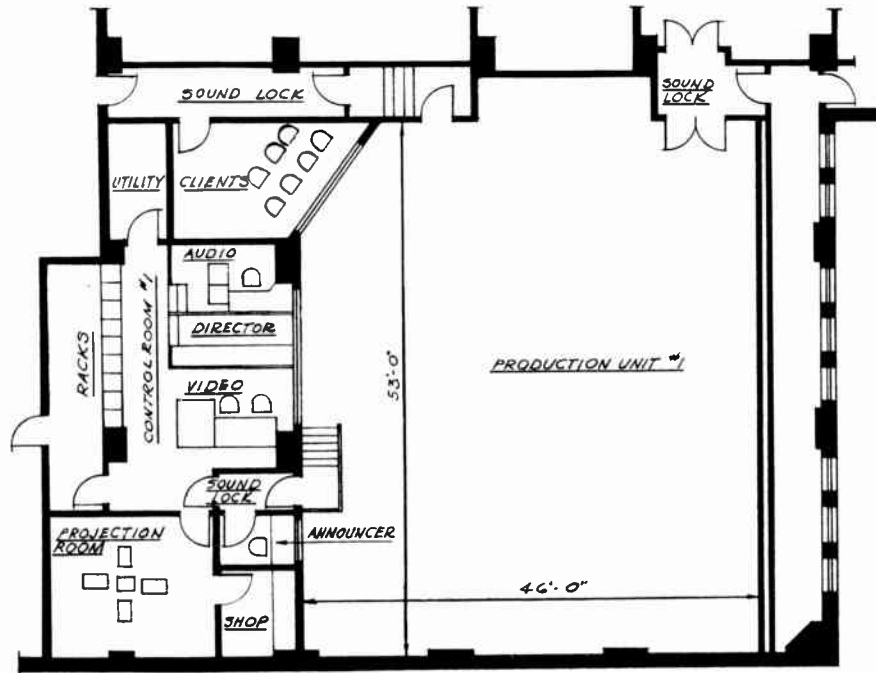 SOUND LOCK
SOUND
LOCK
UTILITY
CLIENTS
AUDIO
DIRECTOR
VIDEO
RACKS
CONTROL ROOM #1
53'-0"
PRODUCTION UNIT #1
SOUND
LOCK
ANNOUNCER
PROJECTION
ROOM
SHOP
46'-0"